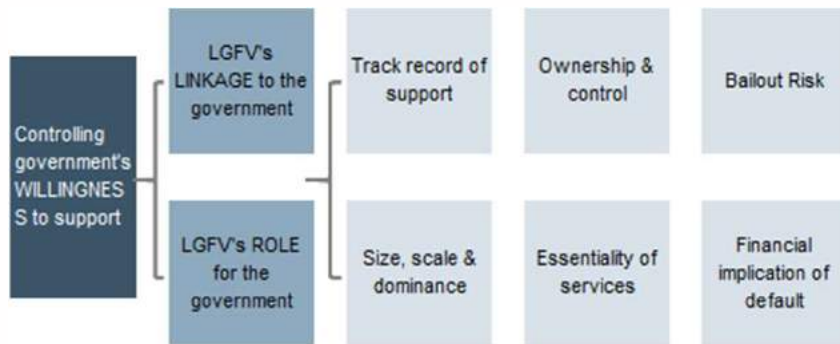 Controlling
government's
WILLINGNES
S to support
LGFV's
LINKAGE to the
government
LGFV's ROLE
for the
government
Track record of
support
Ownership &
control
Bailout Risk
Size, scale &
dominance
Essentiality of
services
Financial
implication of
default